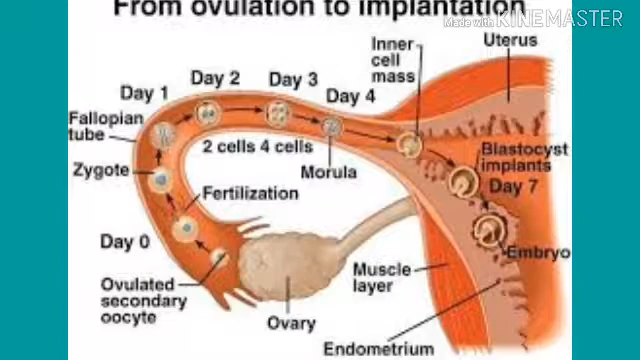 From ovulation to implantation
Made with KINEMASTER
Inner
cell
mass
Uterus
Day 1
Day 2
Day 3
Day 4
Fallopian
tube
2 cells 4 cells
Morula
Blastocyst
implants
Day 7
Zygote
Fertilization
Day 0
Embryo
Ovulated
secondary
oocyte
Ovary
Muscle
layer
Endometrium